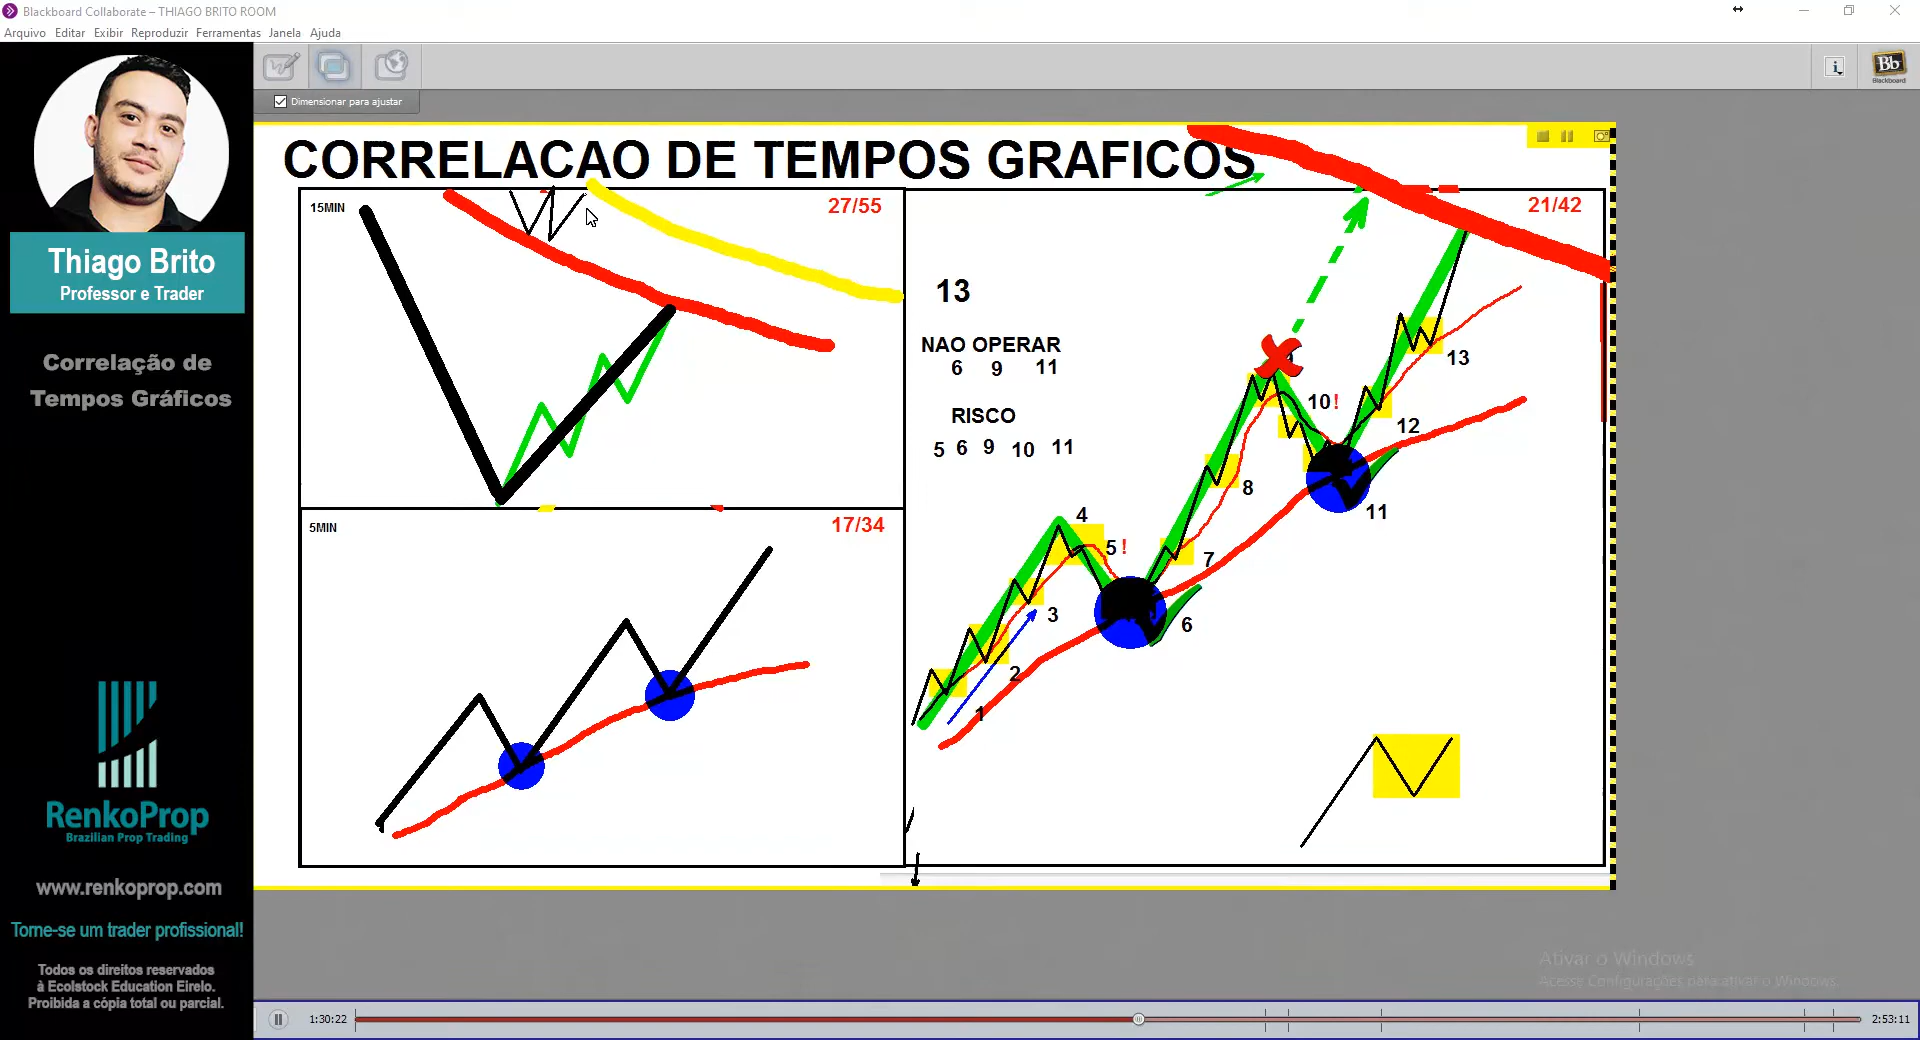 Blackboard Collaborate – THIAGO BRITO ROOM
Arquivo Editar Exibir Reproduzir Ferramentas Janela Ajuda
Dimensionar para ajustar
i
Bb
Blackboard
Thiago Brito
Professor e Trader
Correlação de
Tempos Gráficos
RenkoProp
Brazilian Prop Trading
www.renkoprop.com
Torne-se um trader profissional!
Todos os direitos reservados
à Ecolstock Education Eirelo.
Proibida a cópia total ou parcial.
CORRELACAO DE TEMPOS GRAFICOS
15MIN
27/55
5MIN
17/34
21/42
13
NAO OPERAR
6 9 11
RISCO
5 6 9 10 11
1
2
3
4
5!
6
7
8
9
10!
11
12
13
Ativar o Windows
Acesse Configurações para ativar o Windows.
1:30:22
2:53:11